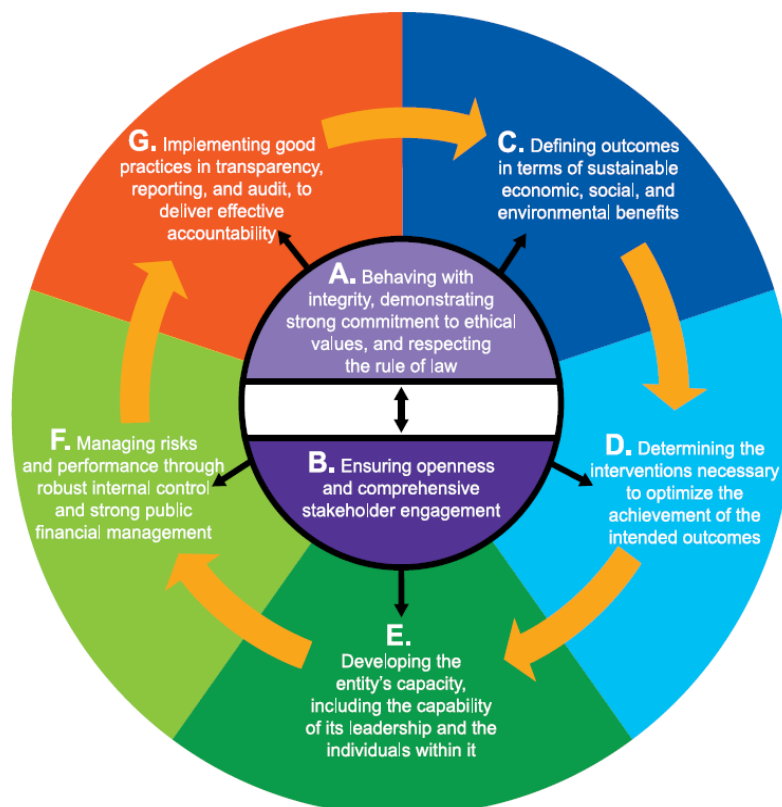 G. Implementing good
practices in transparency,
reporting, and audit, to
deliver effective
accountability
C. Defining outcomes
in terms of sustainable
economic, social, and
environmental benefits
A. Behaving with
integrity, demonstrating
strong commitment to ethical
values, and respecting
the rule of law
B. Ensuring openness
and comprehensive
stakeholder engagement
F. Managing risks
and performance through
robust internal control
and strong public
financial management
D. Determining the
interventions necessary
to optimize the
achievement of the
intended outcomes
E.
Developing the
entity's capacity,
including the capability
of its leadership and the
individuals within it